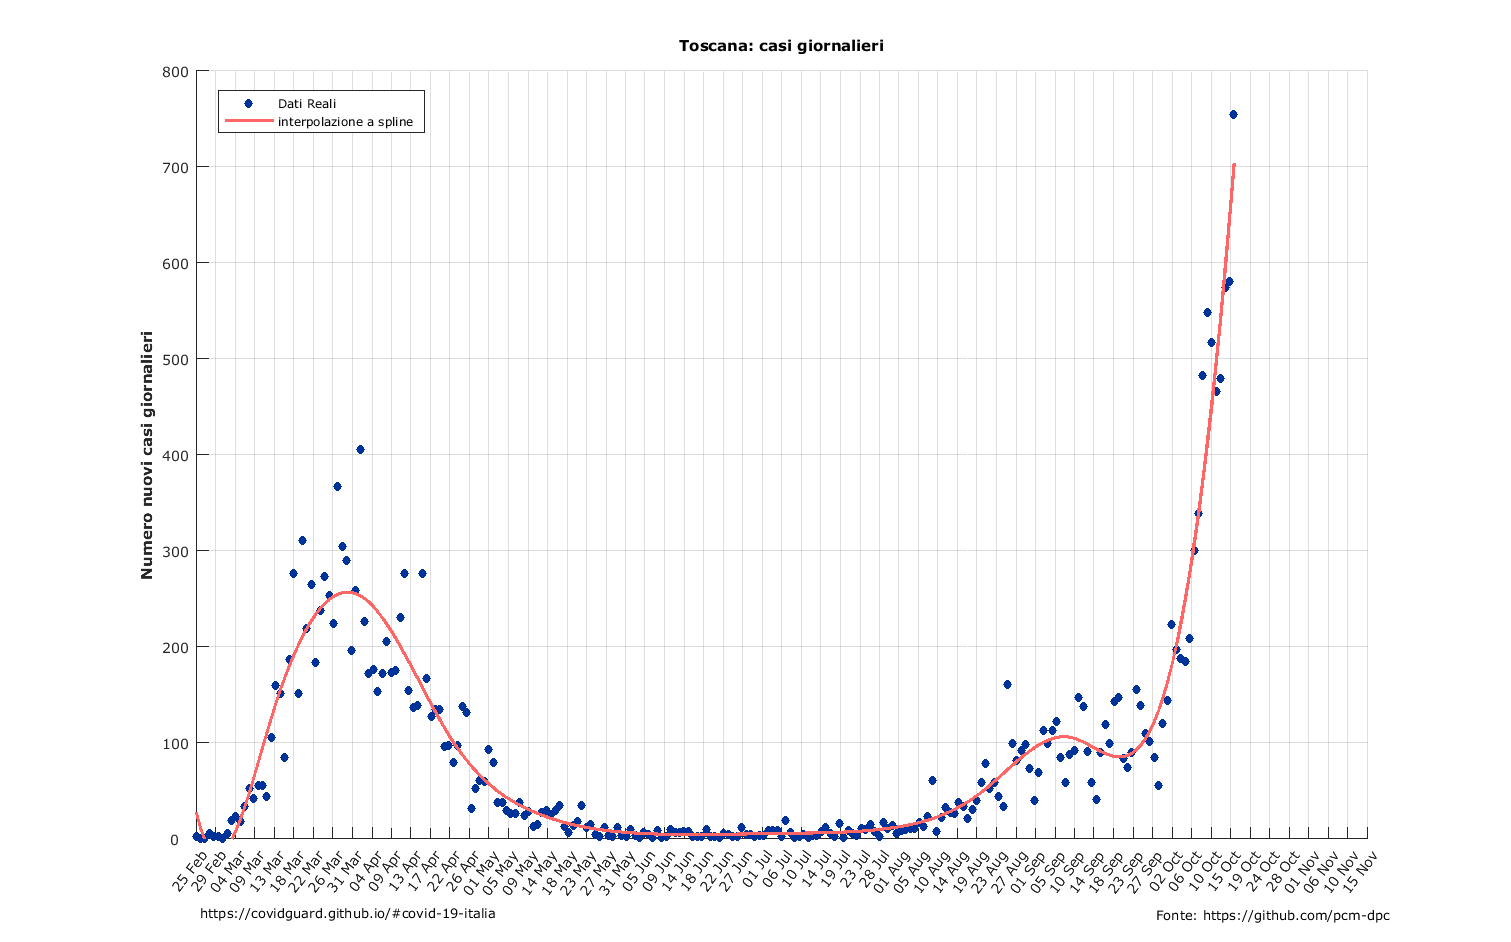 Toscana: casi giornalieri
Dati Reali
interpolazione a spline
Numero nuovi casi giornalieri
800
700
600
500
400
300
200
100
0
25 Feb
29 Feb
04 Mar
09 Mar
13 Mar
18 Mar
22 Mar
26 Mar
31 Mar
04 Apr
09 Apr
13 Apr
17 Apr
22 Apr
26 Apr
01 May
05 May
09 May
14 May
18 May
23 May
27 May
31 May
05 Jun
09 Jun
14 Jun
18 Jun
22 Jun
27 Jun
01 Jul
06 Jul
10 Jul
14 Jul
19 Jul
23 Jul
28 Jul
01 Aug
05 Aug
10 Aug
14 Aug
19 Aug
23 Aug
27 Aug
01 Sep
05 Sep
10 Sep
14 Sep
18 Sep
23 Sep
27 Sep
02 Oct
06 Oct
10 Oct
15 Oct
19 Oct
24 Oct
28 Oct
01 Nov
06 Nov
10 Nov
15 Nov
https://covidguard.github.io/#covid-19-italia
Fonte: https://github.com/pcm-dpc